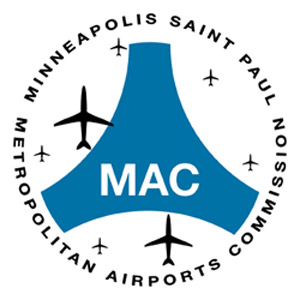 MINNEAPOLIS SAINT PAUL
METROPOLITAN AIRPORTS COMMISSION
MAC